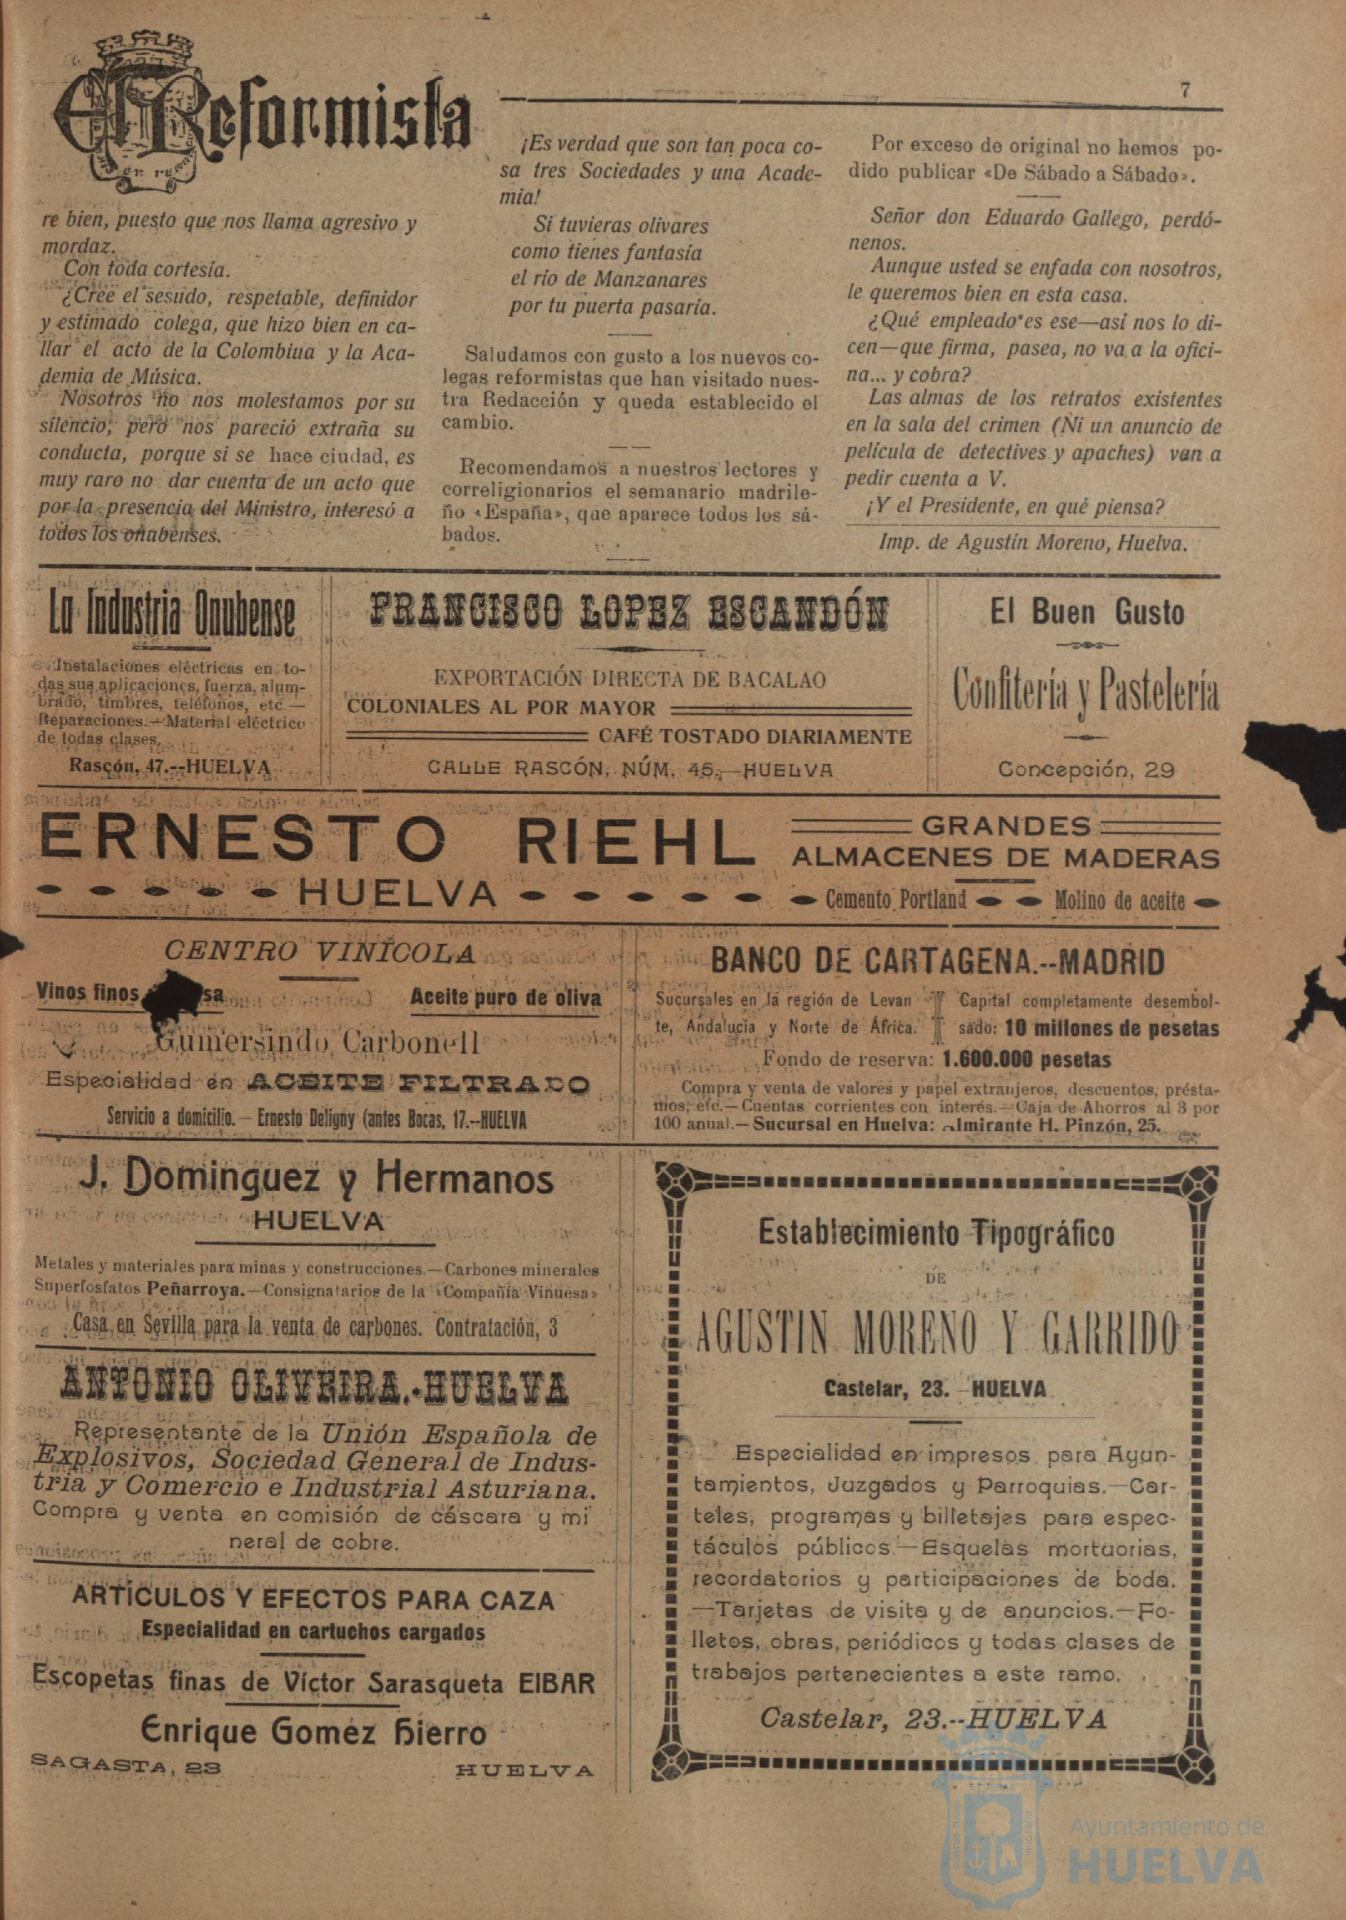 El Reformista
7
re bien, puesto que nos llama agresivo y
mordaz.
Con toda cortesía.
¿Cree el sesudo, respetable, definidor
y estimado colega, que hizo bien en ca-
llar el acto de la Colombiua y la Aca-
demia de Música.
Nosotros no nos molestamos por su
silencio, pero nos pareció extraña su
conducta, porque si se hace ciudad, es
muy raro no dar cuenta de un acto que
por la presencia del Ministro, interesó a
todos los onubenses.
¡Es verdad que son tan poca co-
sa tres Sociedades y una Acade-
mia!
Si tuvieras olivares
como tienes fantasía
el río de Manzanares
por tu puerta pasaría.
Saludamos con gusto a los nuevos co-
legas reformistas que han visitado nues-
tra Redacción y queda establecido el
cambio.
Recomendamos a nuestros lectores y
correligionarios el semanario madrile-
ño «España», que aparece todos los sá-
bados.
Por exceso de original no hemos po-
dido publicar «De Sábado a Sábado».
Señor don Eduardo Gallego, perdó-
nenos.
Aunque usted se enfada con nosotros,
le queremos bien en esta casa.
¿Qué empleado es ese—así nos lo di-
cen—que firma, pasea, no va a la ofici-
na... y cobra?
Las almas de los retratos existentes
en la sala del crimen (Ni un anuncio de
película de detectives y apaches) van a
pedir cuenta a V.
¡Y el Presidente, en qué piensa?
Imp. de Agustín Moreno, Huelva.
La Industria Onubense
Instalaciones eléctricas en to-
das sus aplicaciones, fuerza, alum-
brado, timbres, teléfonos, etc.—
Reparaciones.—Material eléctrico
de todas clases.
Rascón, 47.--HUELVA
FRANCISCO LOPEZ ESCANDÓN
EXPORTACIÓN DIRECTA DE BACALAO
COLONIALES AL POR MAYOR
CAFÉ TOSTADO DIARIAMENTE
CALLE RASCÓN, NÚM. 45.—HUELVA
El Buen Gusto
Confitería y Pastelería
Concepción, 29
ERNESTO RIEHL
HUELVA
GRANDES
ALMACENES DE MADERAS
Cemento Portland
Molino de aceite
CENTRO VINÍCOLA
Vinos finos
Aceite puro de oliva
Gumersindo Carbonell
Especialidad en ACEITE FILTRADO
Servicio a domicilio.—Ernesto Deligny (antes Bocas, 17.--HUELVA
BANCO DE CARTAGENA.--MADRID
Sucursales en la región de Levan
te, Andalucía y Norte de África.
Capital completamente desembol-
sado: 10 millones de pesetas
Fondo de reserva: 1.600.000 pesetas
Compra y venta de valores y papel extranjeros, descuentos, présta-
mos, etc.—Cuentas corrientes con interés.—Caja de Ahorros al 3 por
100 anual.—Sucursal en Huelva: Almirante H. Pinzón, 25.
J. Dominguez y Hermanos
HUELVA
Metales y materiales para minas y construcciones.—Carbones minerales
Superfosfatos Peñarroya.—Consignatarios de la «Compañía Vinuesa»
Casa en Sevilla para la venta de carbones. Contratación, 3
ANTONIO OLIVEIRA.-HUELVA
Representante de la Unión Española de
Explosivos, Sociedad General de Indus-
tria y Comercio e Industrial Asturiana.
Compra y venta en comisión de cáscara y mi
neral de cobre.
ARTÍCULOS Y EFECTOS PARA CAZA
Especialidad en cartuchos cargados
Escopetas finas de Víctor Sarasqueta EIBAR
Enrique Gomez hierro
SAGASTA, 23
HUELVA
Establecimiento Tipográfico
DE
AGUSTIN MORENO Y GARRIDO
Castelar, 23.—HUELVA
Especialidad en impresos para Ayun-
tamientos, Juzgados y Parroquias.—Car-
teles, programas y billetajes para espec-
táculos públicos.—Esquelas mortuorias,
recordatorios y participaciones de boda.
—Tarjetas de visita y de anuncios.—Fo-
lletos, obras, periódicos y todas clases de
trabajos pertenecientes a este ramo.
Castelar, 23.--HUELVA
Ayuntamiento de
HUELVA